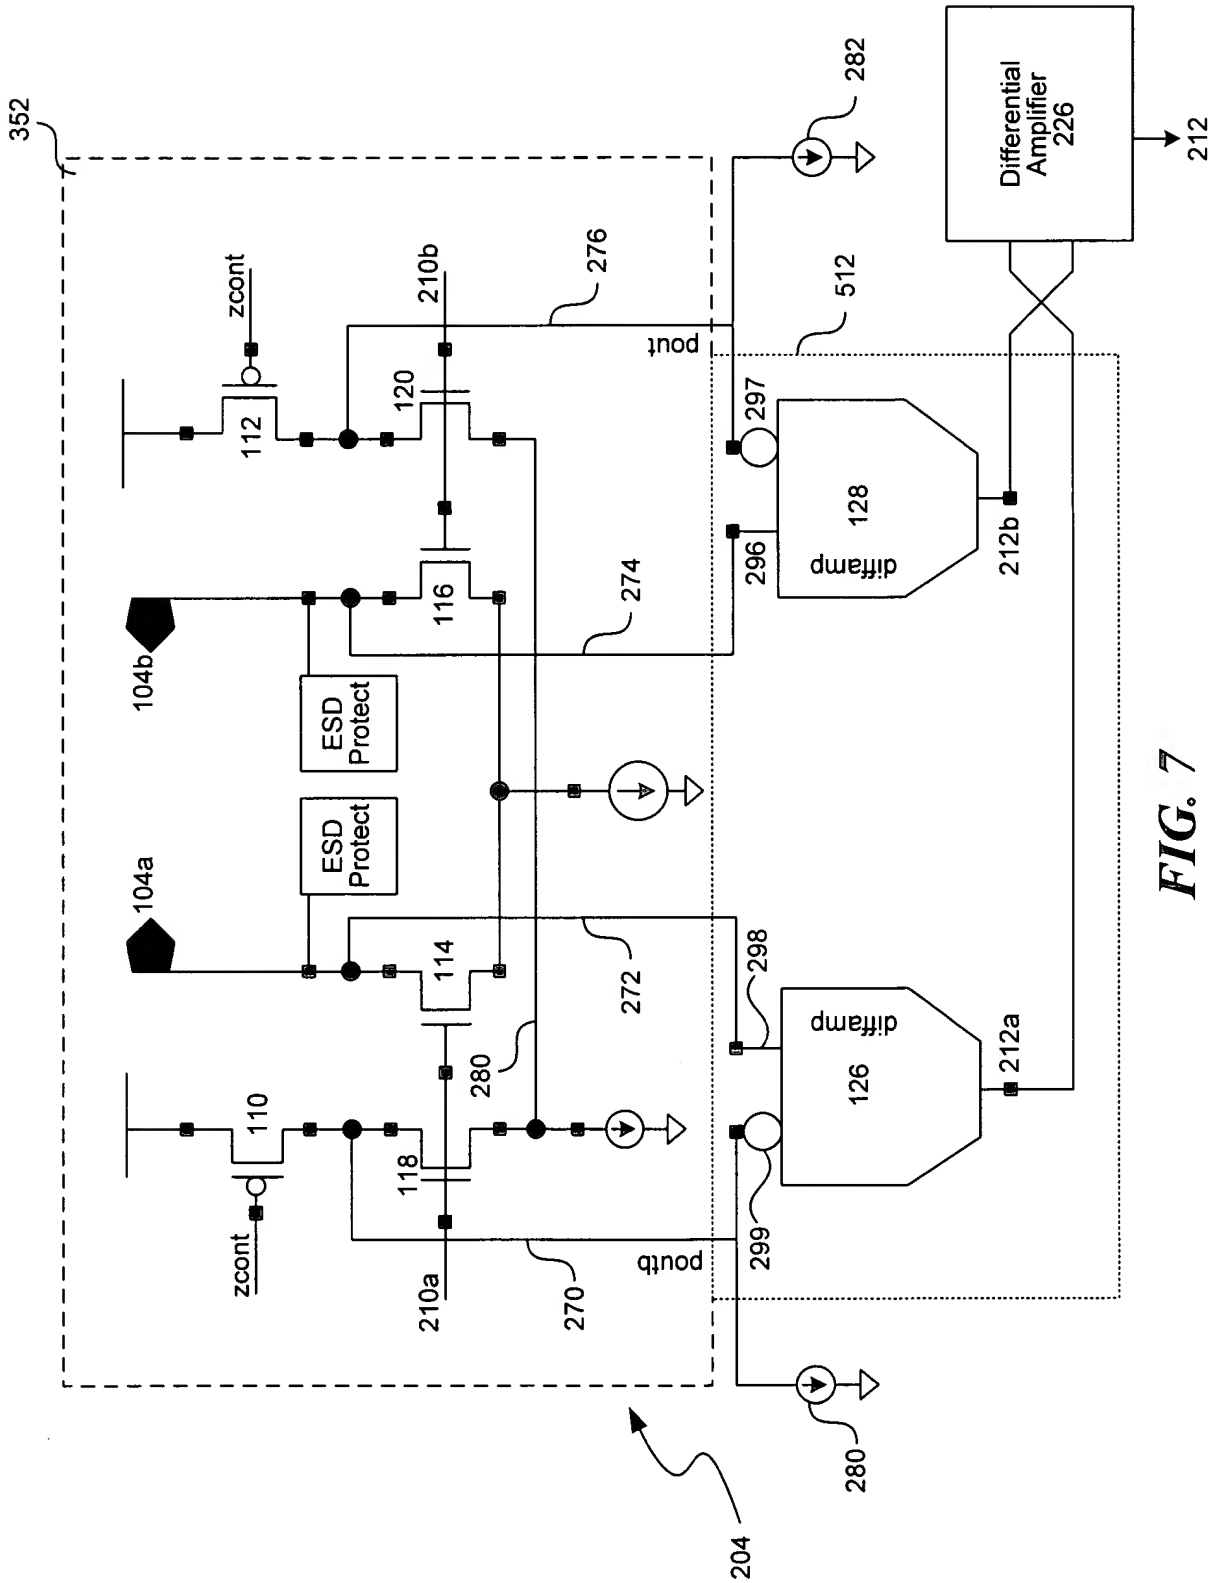 352
104a
104b
zcont
110
ESD
Protect
ESD
Protect
112
zcont
210a
118
114
116
120
210b
280
270
poutb
272
274
276
pout
204
280
299
298
126
diffamp
212a
296
297
128
diffamp
212b
512
282
Differential
Amplifier
226
212
FIG. 7